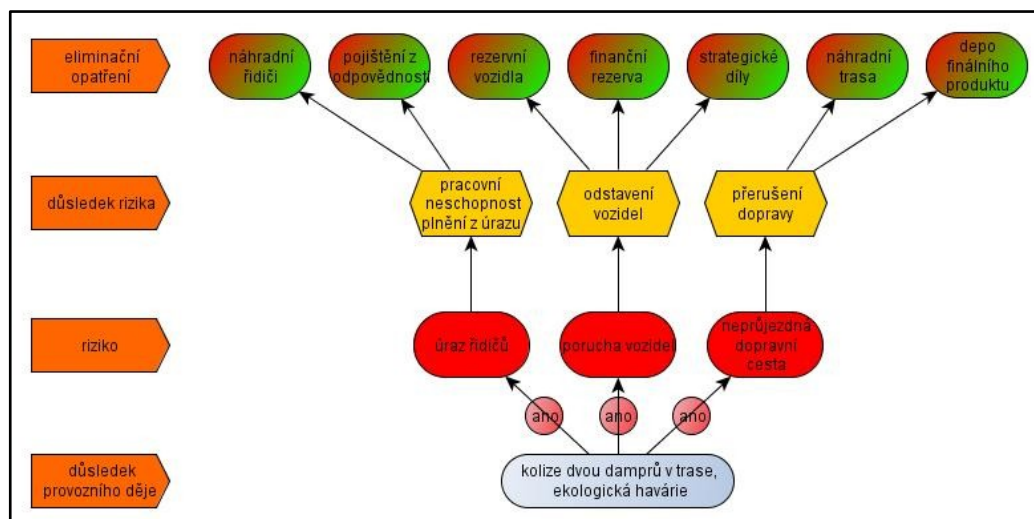 eliminační
opatření
náhradní
řidiči
pojištění z
odpovědnosti
rezervní
vozidla
finanční
rezerva
strategické
díly
náhradní
trasa
depo
finálního
produktu
důsledek rizika
pracovní
neschopnost
plnění z úrazu
odstavení
vozidel
přerušení
dopravy
riziko
úraz řidičů
porucha vozidel
neprůjezdná
dopravní
cesta
ano
ano
ano
důsledek
provozního děje
kolize dvou damprů v trase,
ekologická havárie